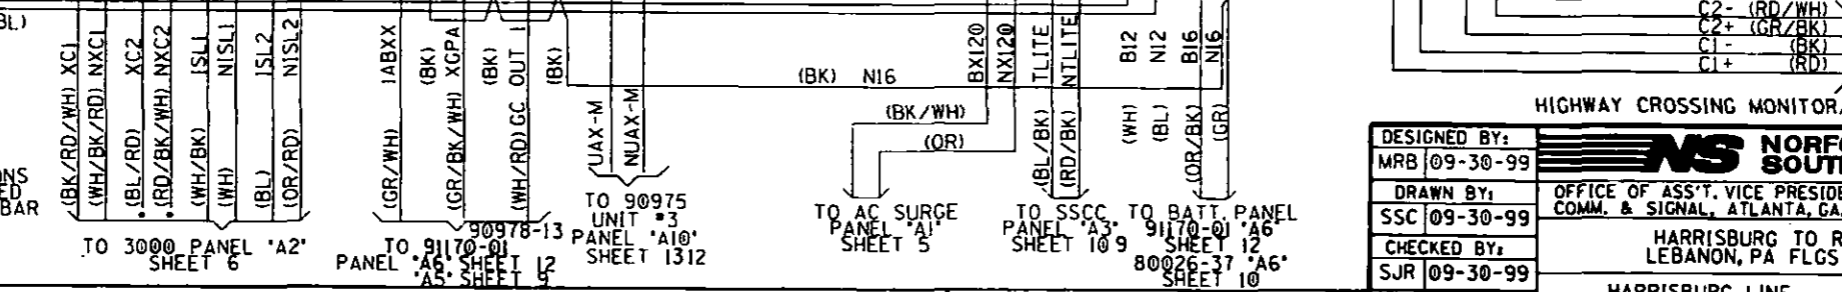 BL)
(BK/RD/WH) XC1
(WH/BK/RD) NXC1
(BL/RD) XC2
(RD/BK/WH) NXC2
(WH/BK) ISL1
(WH) NISL1
(BL) ISL2
(OR/RD) NISL2
TO 3000 PANEL "A2"
SHEET 6
ED
BAR
(GR/WH) 1ABXX
(BK)
(GR/BK/WH) XGPA
(BK)
(WH/RD) GC OUT 1
(BK)
TO 91170-01
PANEL "A6" SHEET 12
"A5" SHEET 9
90978-13
UAX-M
NUAX-M
TO 90975
UNIT #3
PANEL "A10"
SHEET 1312
(BK) N16
BX120
NX120
(BK/WH)
(OR)
TO AC SURGE
PANEL "A1"
SHEET 5
(BL/BK) TLITE
(RD/BK) NTLITE
TO SSCC
PANEL "A3"
SHEET 10 9
(WH) B12
(BL) N12
(OR/BK) B16
(GR) N16
TO BATT. PANEL
91170-01 "A6"
SHEET 12
80026-37 "A6"
SHEET 10
C2- (RD/WH)
C2+ (GR/BK)
C1- (BK)
C1+ (RD)
HIGHWAY CROSSING MONITOR/
DESIGNED BY:
MRB 09-30-99
DRAWN BY:
SSC 09-30-99
CHECKED BY:
SJR 09-30-99
NS NORFO
SOUT
OFFICE OF ASS'T. VICE PRESIDE
COMM. & SIGNAL, ATLANTA, GA.
HARRISBURG TO R
LEBANON, PA FLGS
HARRISBURG LINE